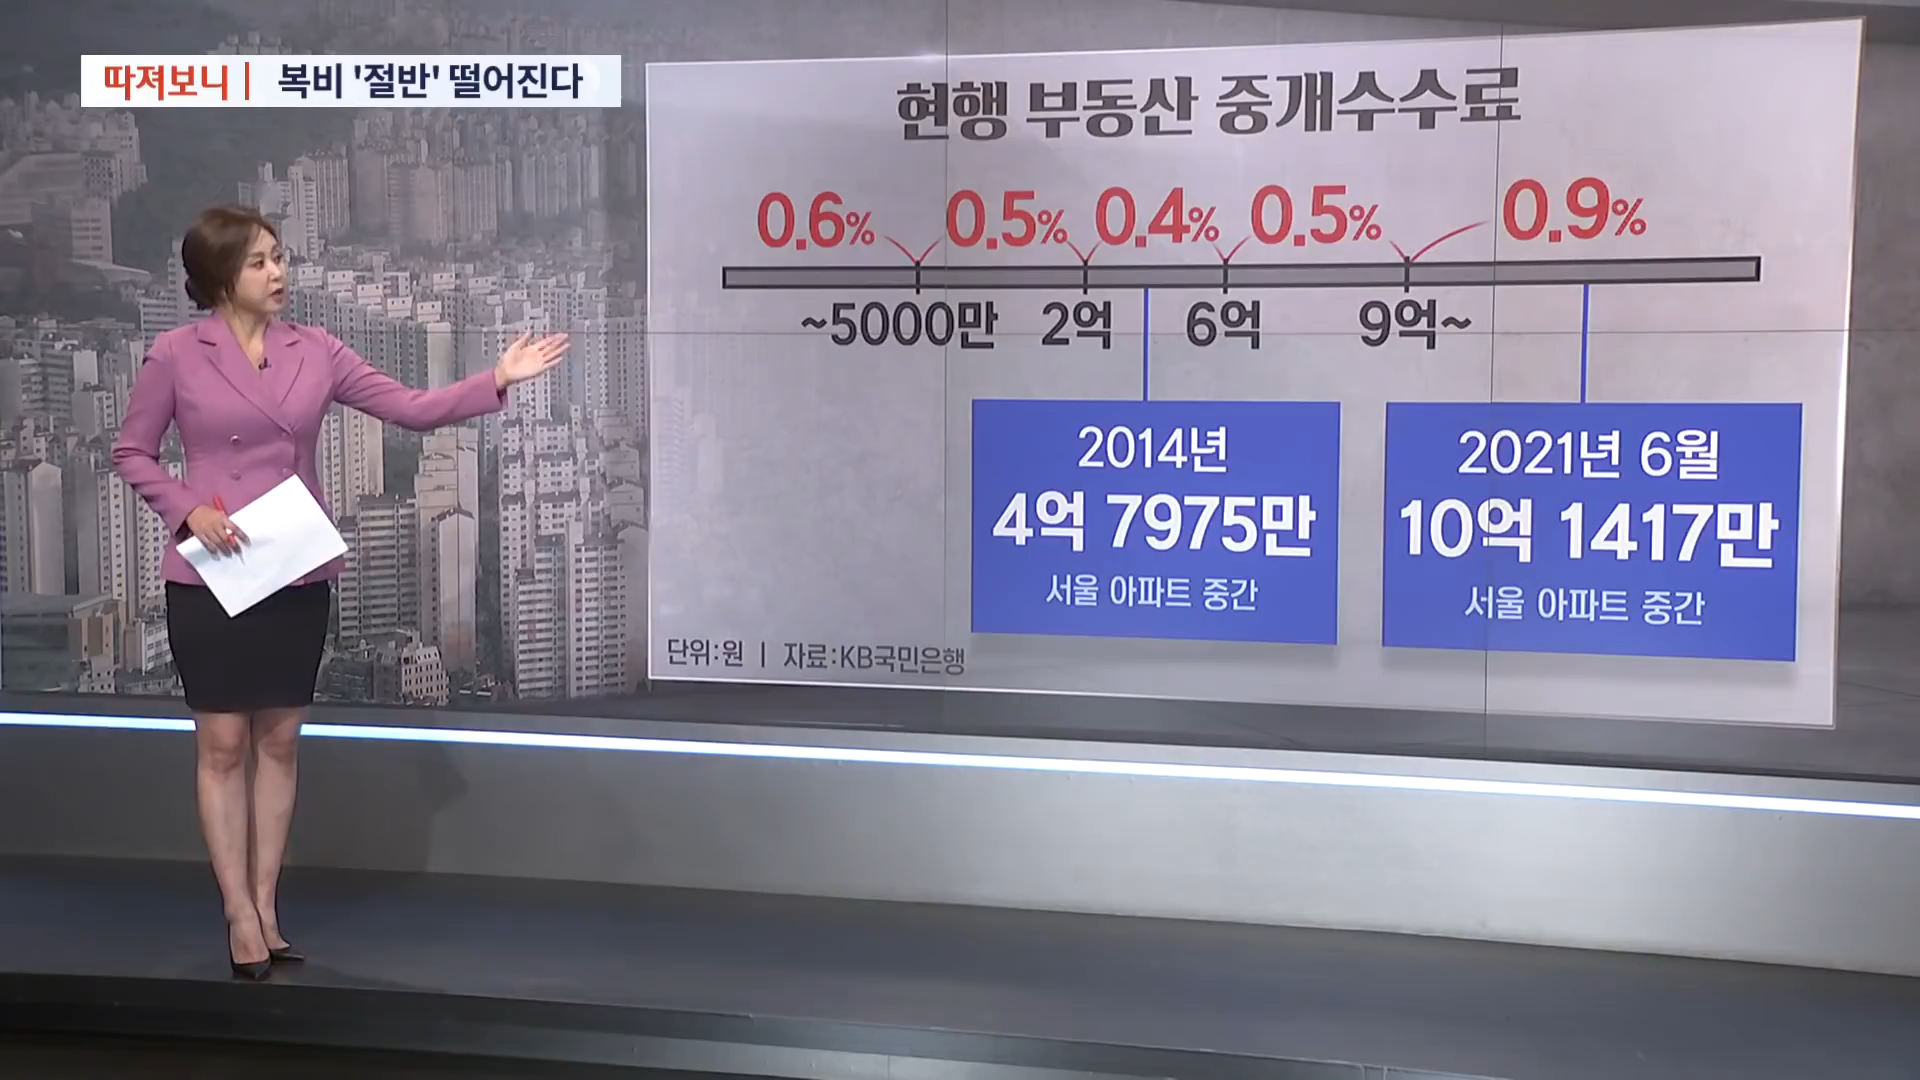 따져보니 | 복비 '절반' 떨어진다
현행 부동산 중개수수료
0.6% 0.5% 0.4% 0.5% 0.9%
~5000만 2억 6억 9억~
2014년
4억 7975만
서울 아파트 중간
2021년 6월
10억 1417만
서울 아파트 중간
단위:원 | 자료:KB국민은행